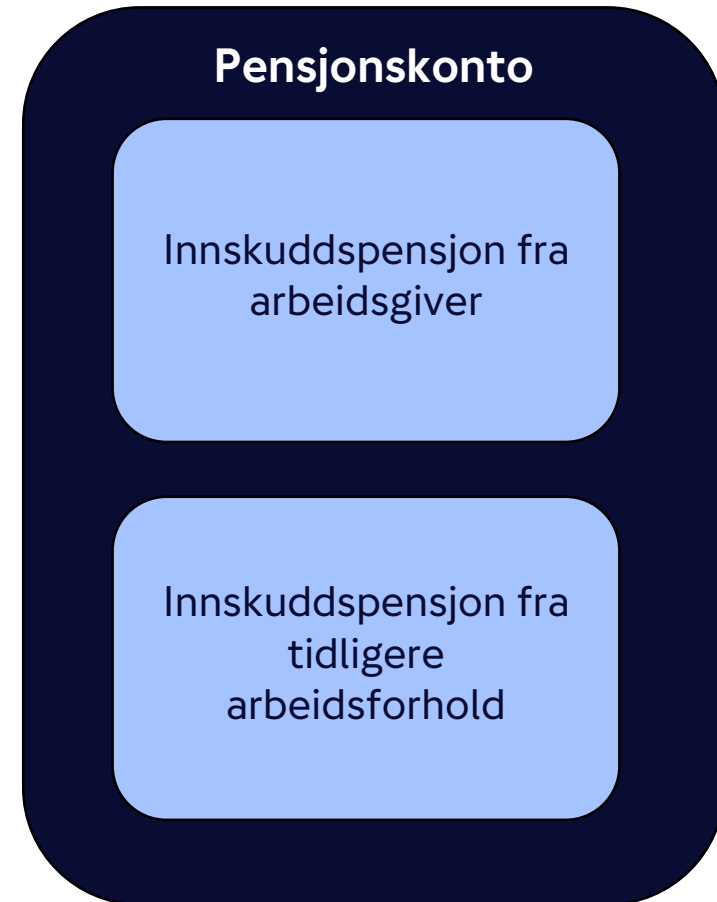 Pensjonskonto
Innskuddspensjon fra
arbeidsgiver
Innskuddspensjon fra
tidligere
arbeidsforhold